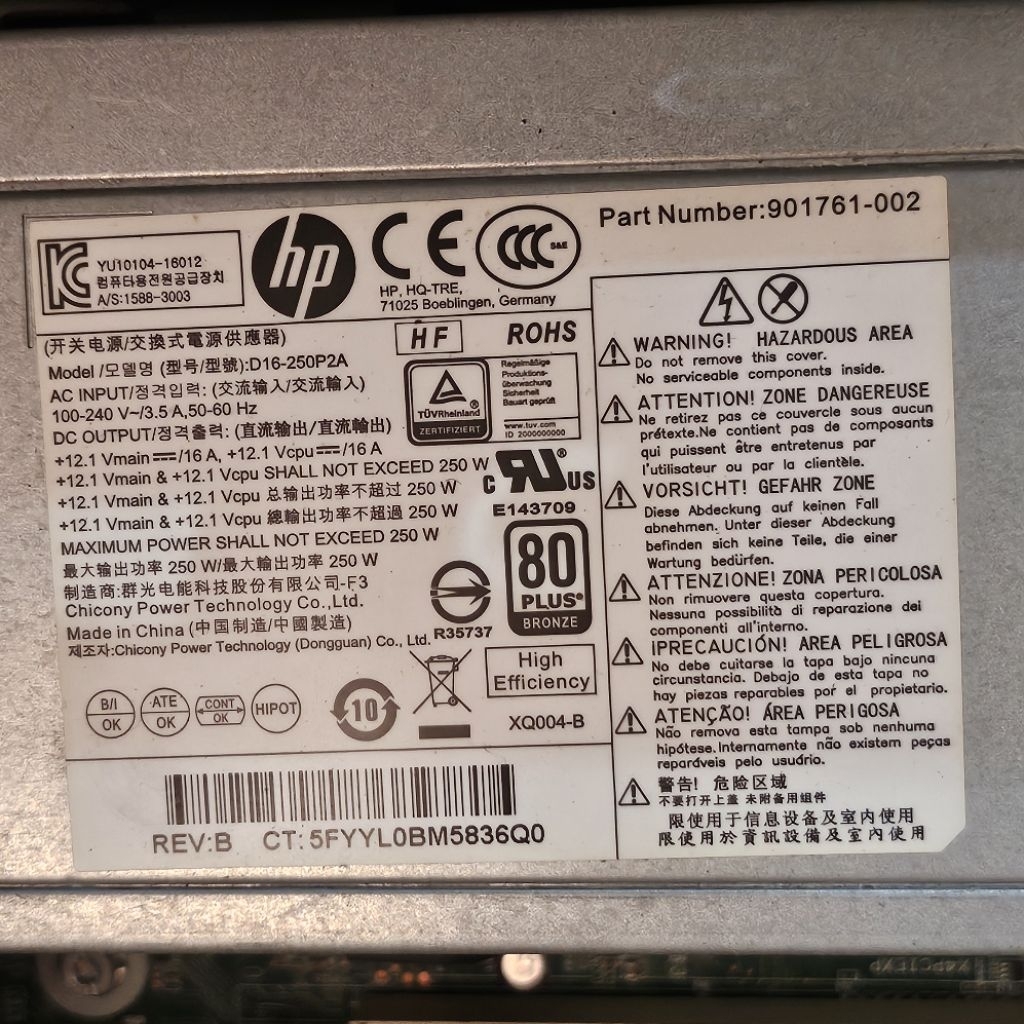 Part Number:901761-002
KC
YU10104-16012
컴퓨타용전원공급장치
A/S:1588-3003
hp
CE
CCC S&E
HP, HQ-TRE,
71025 Boeblingen, Germany
(开关电源/交換式電源供應器)
HF
ROHS
Model /모델명 (型号/型號):D16-250P2A
AC INPUT/정격입력: (交流输入/交流輸入)
100-240 V~/3.5 A,50-60 Hz
DC OUTPUT/정격출력: (直流输出/直流輸出)
+12.1 Vmain⎓/16 A, +12.1 Vcpu⎓/16 A
+12.1 Vmain & +12.1 Vcpu SHALL NOT EXCEED 250 W
+12.1 Vmain & +12.1 Vcpu 总输出功率不超过 250 W
+12.1 Vmain & +12.1 Vcpu 總輸出功率不超過 250 W
MAXIMUM POWER SHALL NOT EXCEED 250 W
最大输出功率 250 W/最大輸出功率 250 W
制造商:群光电能科技股份有限公司-F3
Chicony Power Technology Co.,Ltd.
Made in China (中国制造/中國製造)
제조자:Chicony Power Technology (Dongguan) Co., Ltd.
TÜVRheinland
ZERTIFIZIERT
Regelmäßige
Produktions-
überwachung
Sicherheit
Bauart geprüft
www.tuv.com
ID 2000000000
C RU® US
E143709
80
PLUS®
BRONZE
R35737
High
Efficiency
XQ004-B
B/I
OK
ATE
OK
CONT
OK
HIPOT
10
REV:B CT: 5FYYL0BM5836Q0
WARNING! HAZARDOUS AREA
Do not remove this cover.
No serviceable components inside.
ATTENTION! ZONE DANGEREUSE
Ne retirez pas ce couvercle sous aucun
prétexte.Ne contient pas de composants
qui puissent être entretenus par
l'utilisateur ou par la clientèle.
VORSICHT! GEFAHR ZONE
Diese Abdeckung auf keinen Fall
abnehmen. Unter dieser Abdeckung
befinden sich keine Teile, die einer
Wartung bedürfen.
ATTENZIONE! ZONA PERICOLOSA
Non rimuovere questa copertura.
Nessuna possibilità di reparazione dei
componenti all'interno.
¡PRECAUCIÓN! AREA PELIGROSA
No debe cuitarse la tapa bajo nincuna
circunstancia. Debajo de esta tapa no
hay piezas reparables por el propietario.
ATENÇÃO! ÁREA PERIGOSA
Não remova esta tampa sob nenhuma
hipótese.Internamente não existem peças
reparáveis pelo usuário.
警告! 危险区域
不要打开上盖 未附备用组件
限使用于信息设备及室内使用
限使用於資訊設備及室內使用
X4PCIEXP